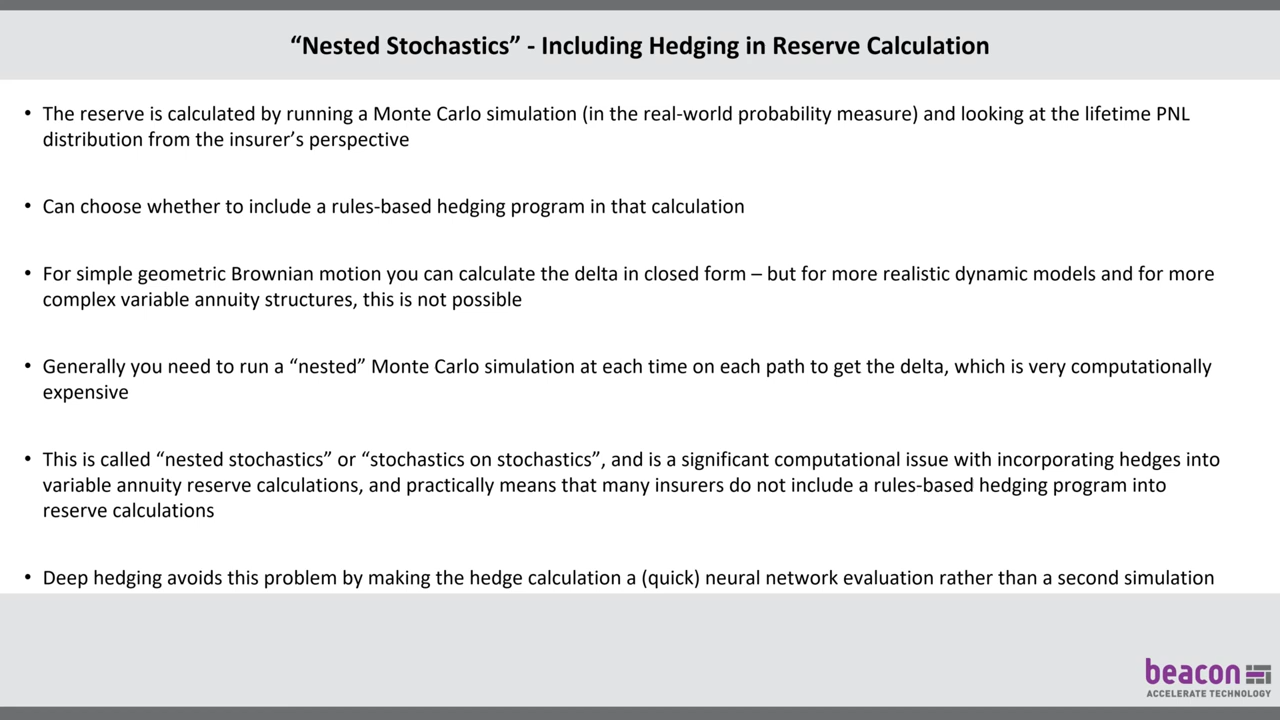 “Nested Stochastics” - Including Hedging in Reserve Calculation
• The reserve is calculated by running a Monte Carlo simulation (in the real-world probability measure) and looking at the lifetime PNL
distribution from the insurer’s perspective
• Can choose whether to include a rules-based hedging program in that calculation
• For simple geometric Brownian motion you can calculate the delta in closed form – but for more realistic dynamic models and for more
complex variable annuity structures, this is not possible
• Generally you need to run a “nested” Monte Carlo simulation at each time on each path to get the delta, which is very computationally
expensive
• This is called “nested stochastics” or “stochastics on stochastics”, and is a significant computational issue with incorporating hedges into
variable annuity reserve calculations, and practically means that many insurers do not include a rules-based hedging program into
reserve calculations
• Deep hedging avoids this problem by making the hedge calculation a (quick) neural network evaluation rather than a second simulation
beacon
ACCELERATE TECHNOLOGY